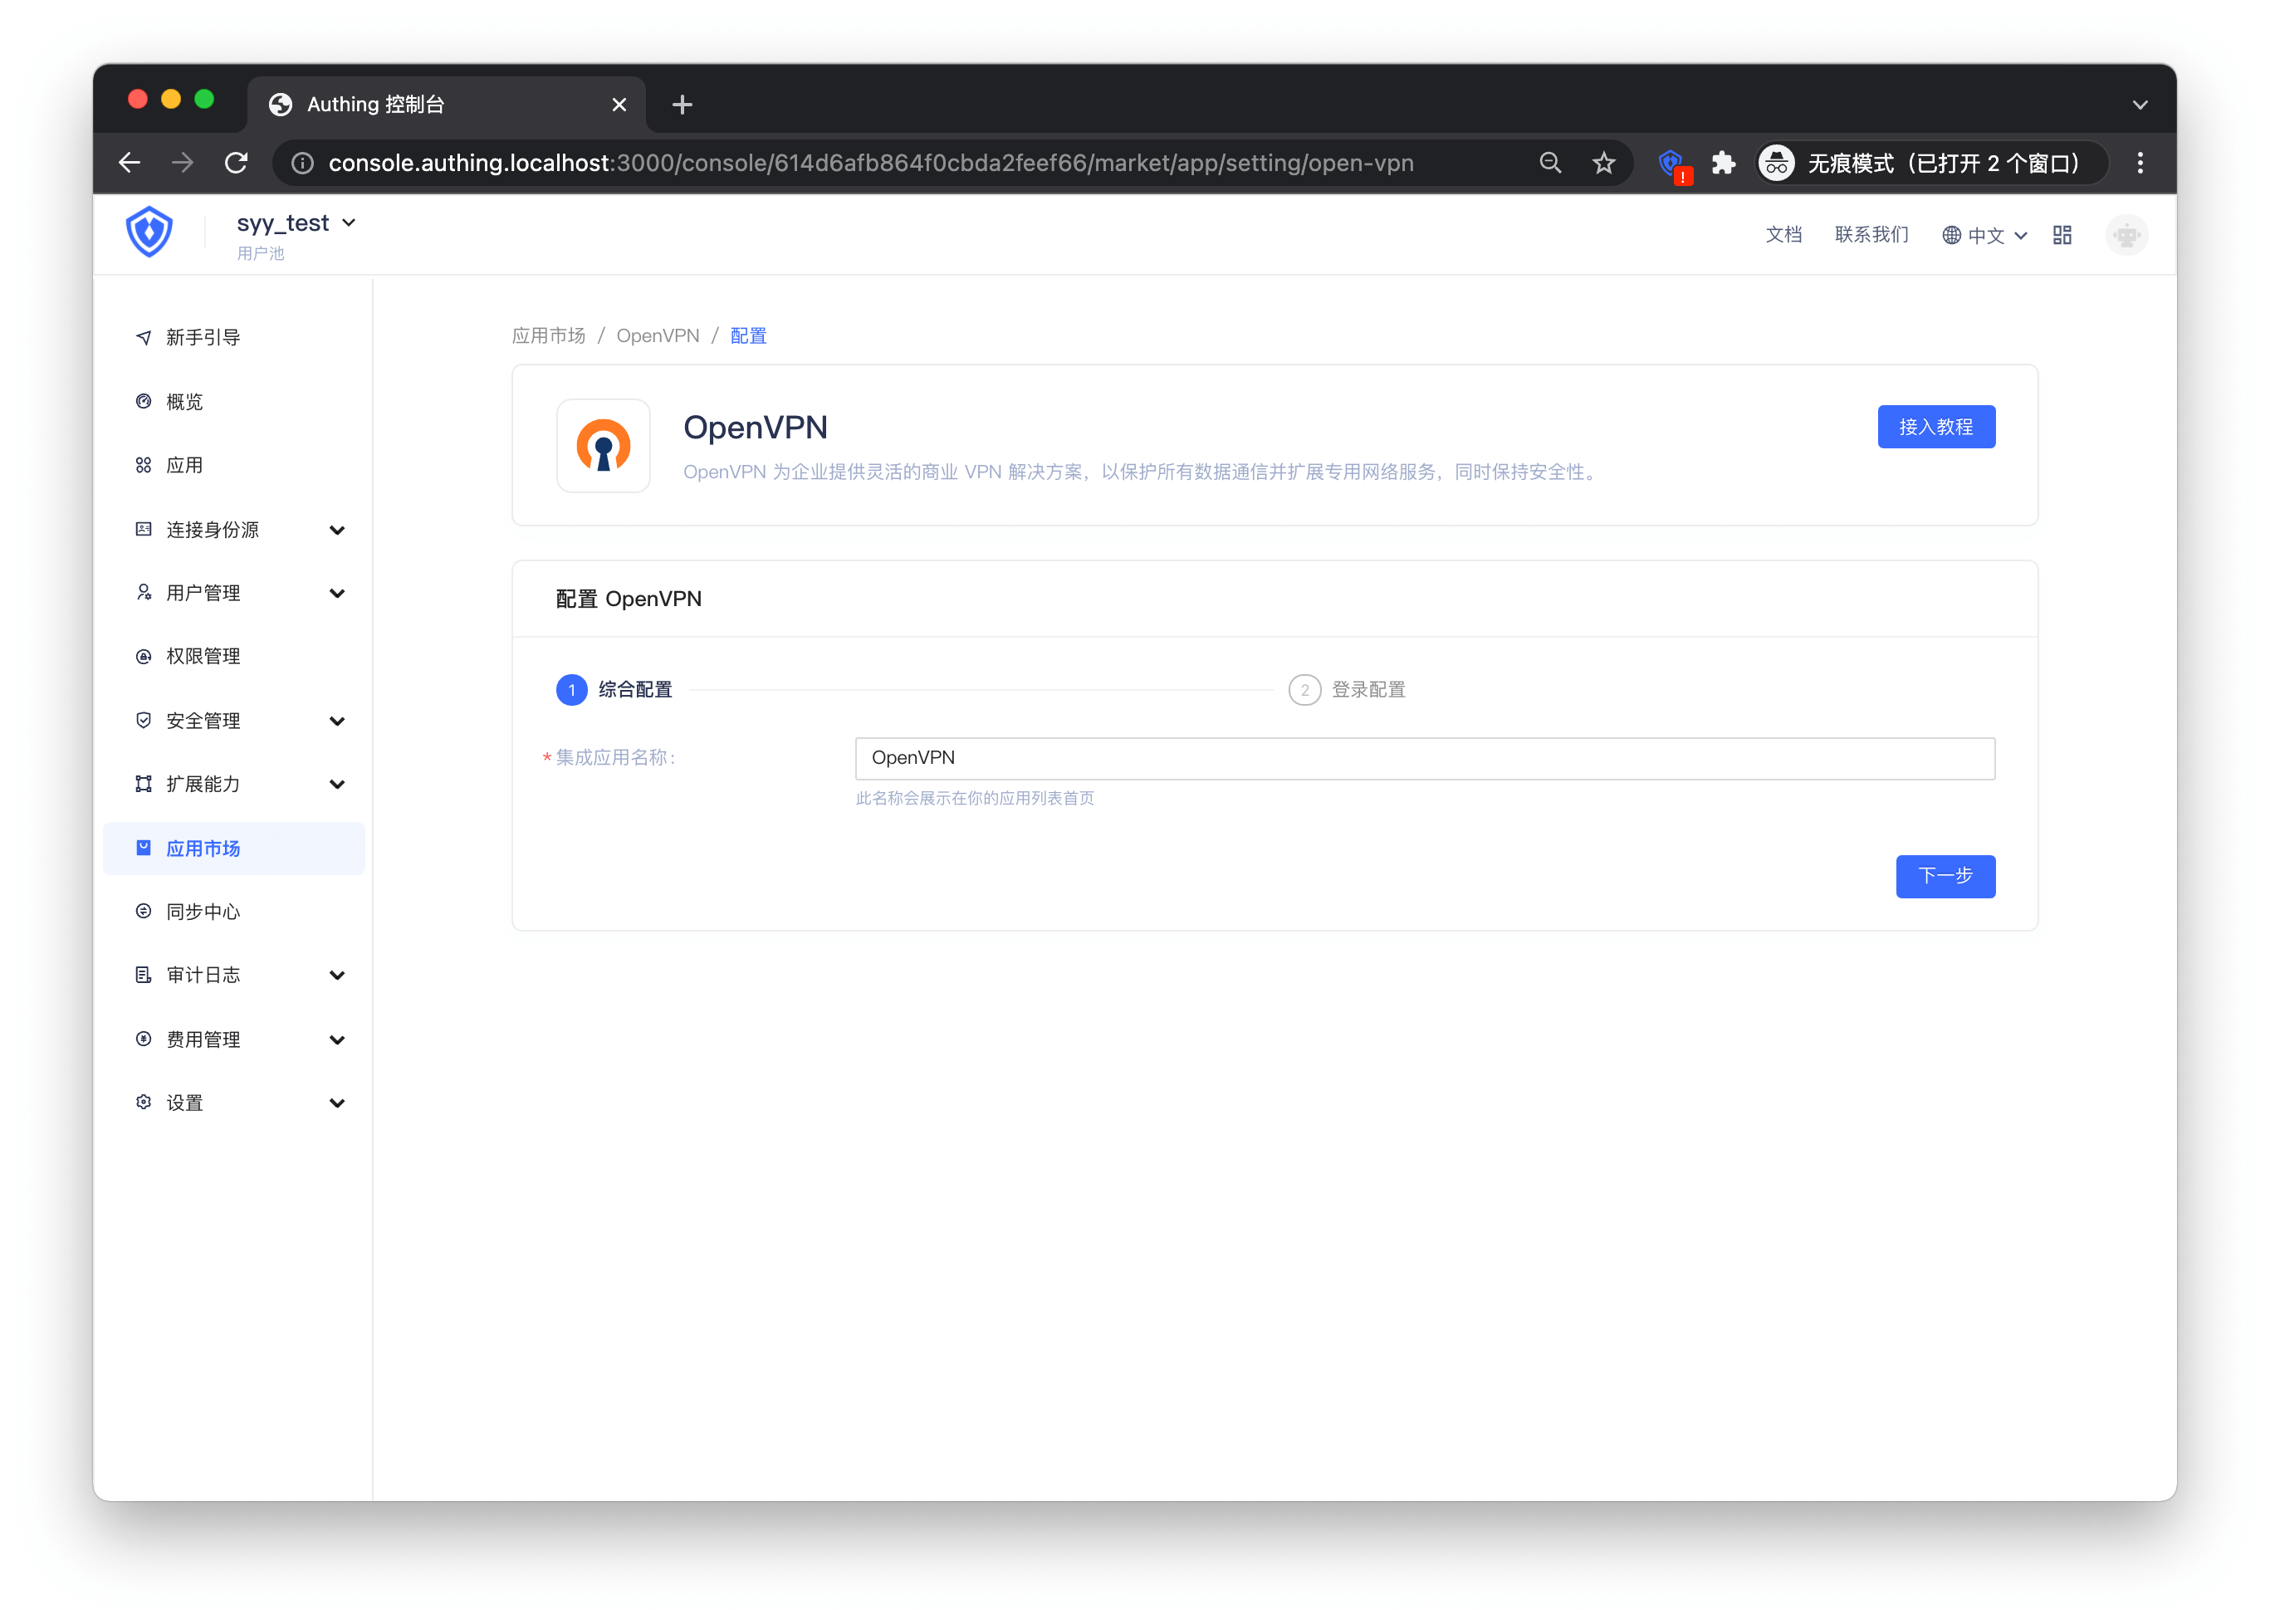 Authing 控制台
console.authing.localhost:3000/console/614d6afb864f0cbda2feef66/market/app/setting/open-vpn
!
无痕模式（已打开 2 个窗口）
syy_test
用户池
文档
联系我们
中文
新手引导
概览
应用
连接身份源
用户管理
权限管理
安全管理
扩展能力
应用市场
同步中心
审计日志
费用管理
设置
应用市场 / OpenVPN / 配置
OpenVPN
OpenVPN 为企业提供灵活的商业 VPN 解决方案，以保护所有数据通信并扩展专用网络服务，同时保持安全性。
接入教程
配置 OpenVPN
1 综合配置
2 登录配置
* 集成应用名称：
OpenVPN
此名称会展示在你的应用列表首页
下一步